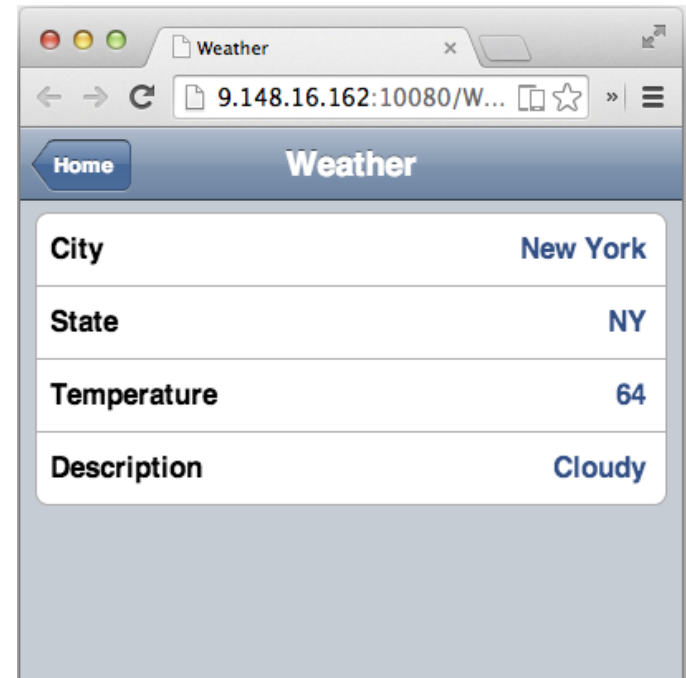 Weather
9.148.16.162:10080/W...
Home Weather
City New York
State NY
Temperature 64
Description Cloudy